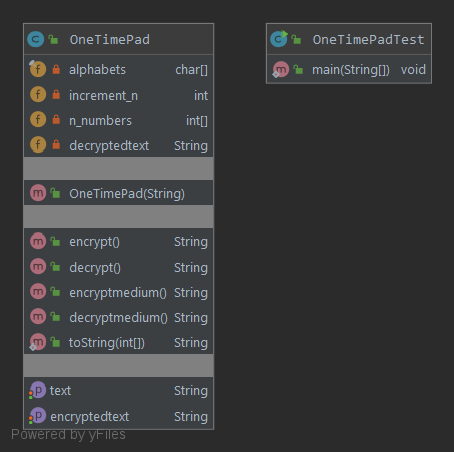 OneTimePad
alphabets char[]
increment_n int
n_numbers int[]
decryptedtext String
OneTimePad(String)
encrypt() String
decrypt() String
encryptmedium() String
decryptmedium() String
toString(int[]) String
text String
encryptedtext String
OneTimePadTest
main(String[]) void
Powered by yFiles